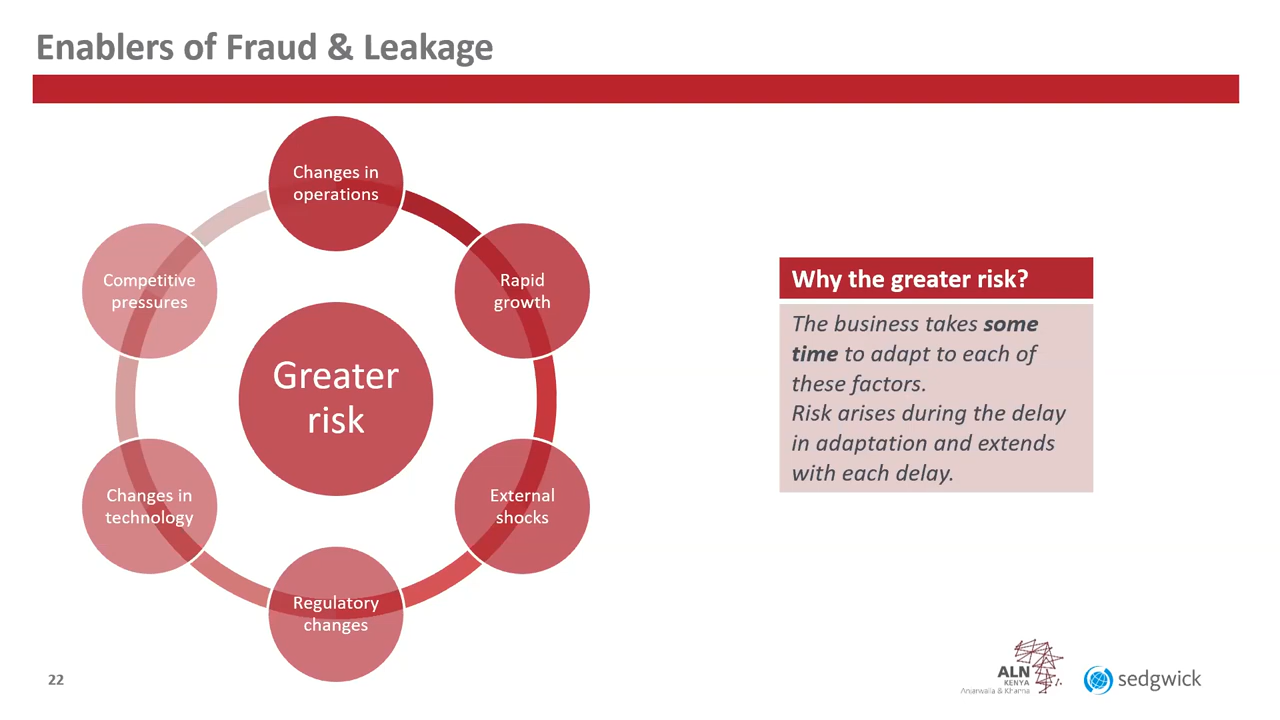 Enablers of Fraud & Leakage
Changes in
operations
Rapid
growth
External
shocks
Regulatory
changes
Changes in
technology
Competitive
pressures
Greater
risk
Why the greater risk?
The business takes some
time to adapt to each of
these factors.
Risk arises during the delay
in adaptation and extends
with each delay.
22
ALN
KENYA
Anjarwalla & Khanna
sedgwick